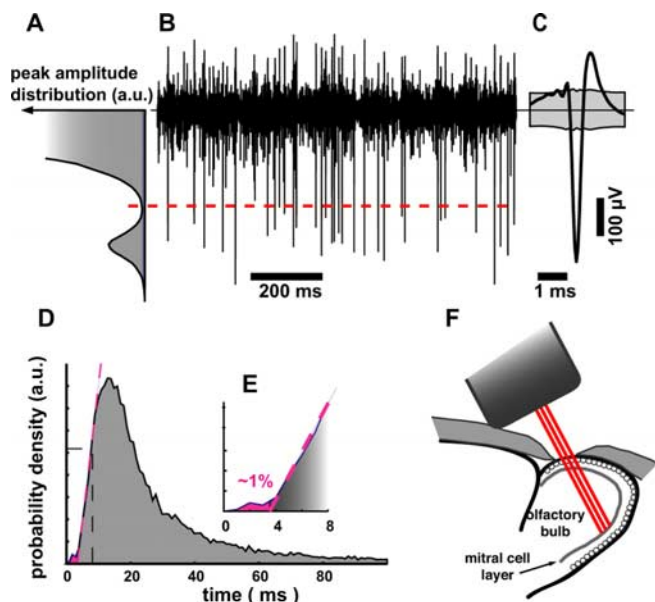 A
B
C
peak amplitude
distribution (a.u.)
100 µV
200 ms
1 ms
D
E
F
probability density (a.u.)
~1%
0 4 8
0 20 40 60 80
time ( ms)
olfactory
bulb
mitral cell
layer